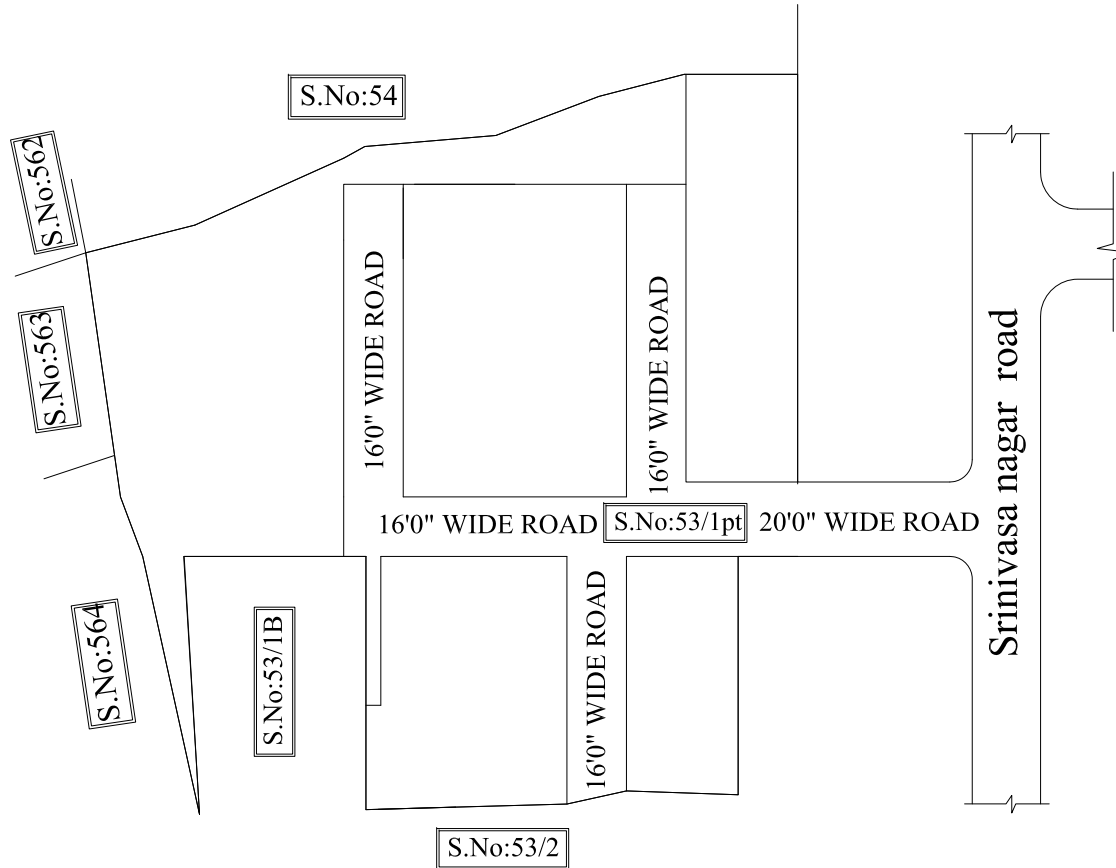 S.No:54
S.No:562
S.No:563
16'0" WIDE ROAD
16'0" WIDE ROAD
Srinivasa nagar road
16'0" WIDE ROAD
S.No:53/1pt
20'0" WIDE ROAD
S.No:564
S.No:53/1B
16'0" WIDE ROAD
S.No:53/2